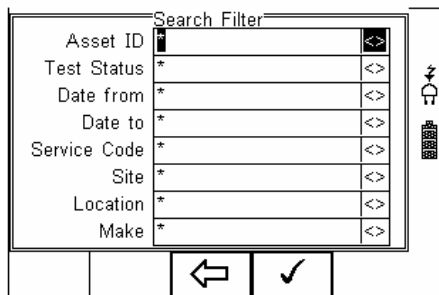 Search Filter
Asset ID * <>
Test Status * <>
Date from * <>
Date to * <>
Service Code * <>
Site * <>
Location * <>
Make * <>